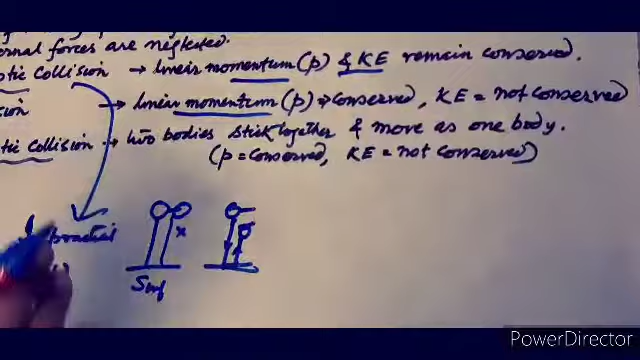 ernal forces are neglected.
stic Collision → linear momentum (p) & KE remain conserved.
sion → linear momentum (p) → conserved, KE = not conserved
stic Collision → two bodies stick together & move as one body.
(p = conserved, KE = not conserved)
x
Surf
PowerDirector